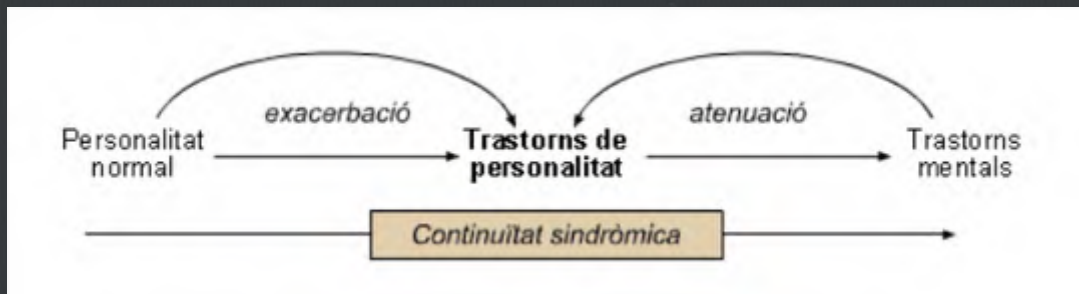 exacerbació
atenuació
Personalitat
normal
Trastorns de
personalitat
Trastorns
mentals
Continuïtat sindròmica